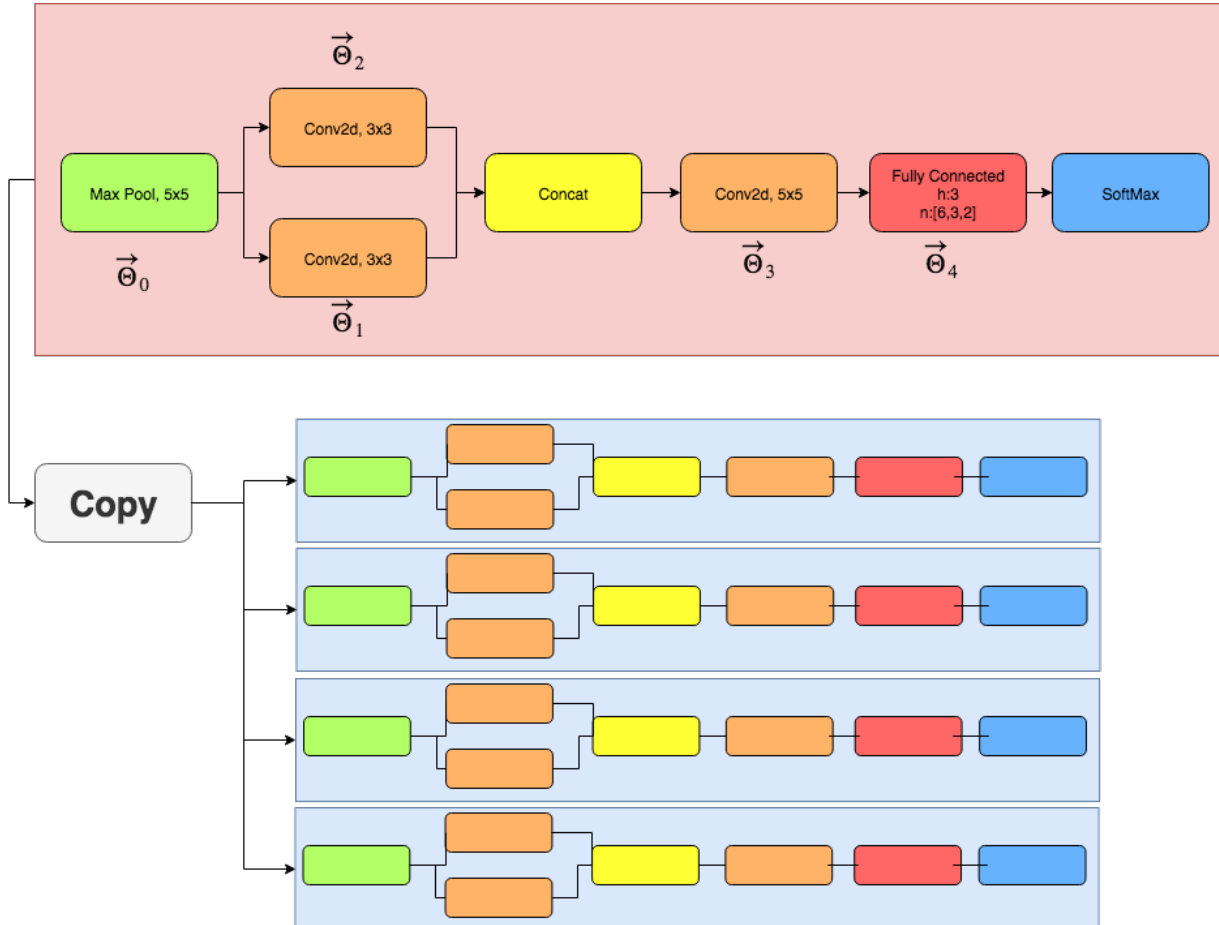 Θ⃗₂
Conv2d, 3x3
Max Pool, 5x5
Concat
Conv2d, 5x5
Fully Connected
h:3
n:[6,3,2]
SoftMax
Conv2d, 3x3
Θ⃗₀
Θ⃗₁
Θ⃗₃
Θ⃗₄
Copy